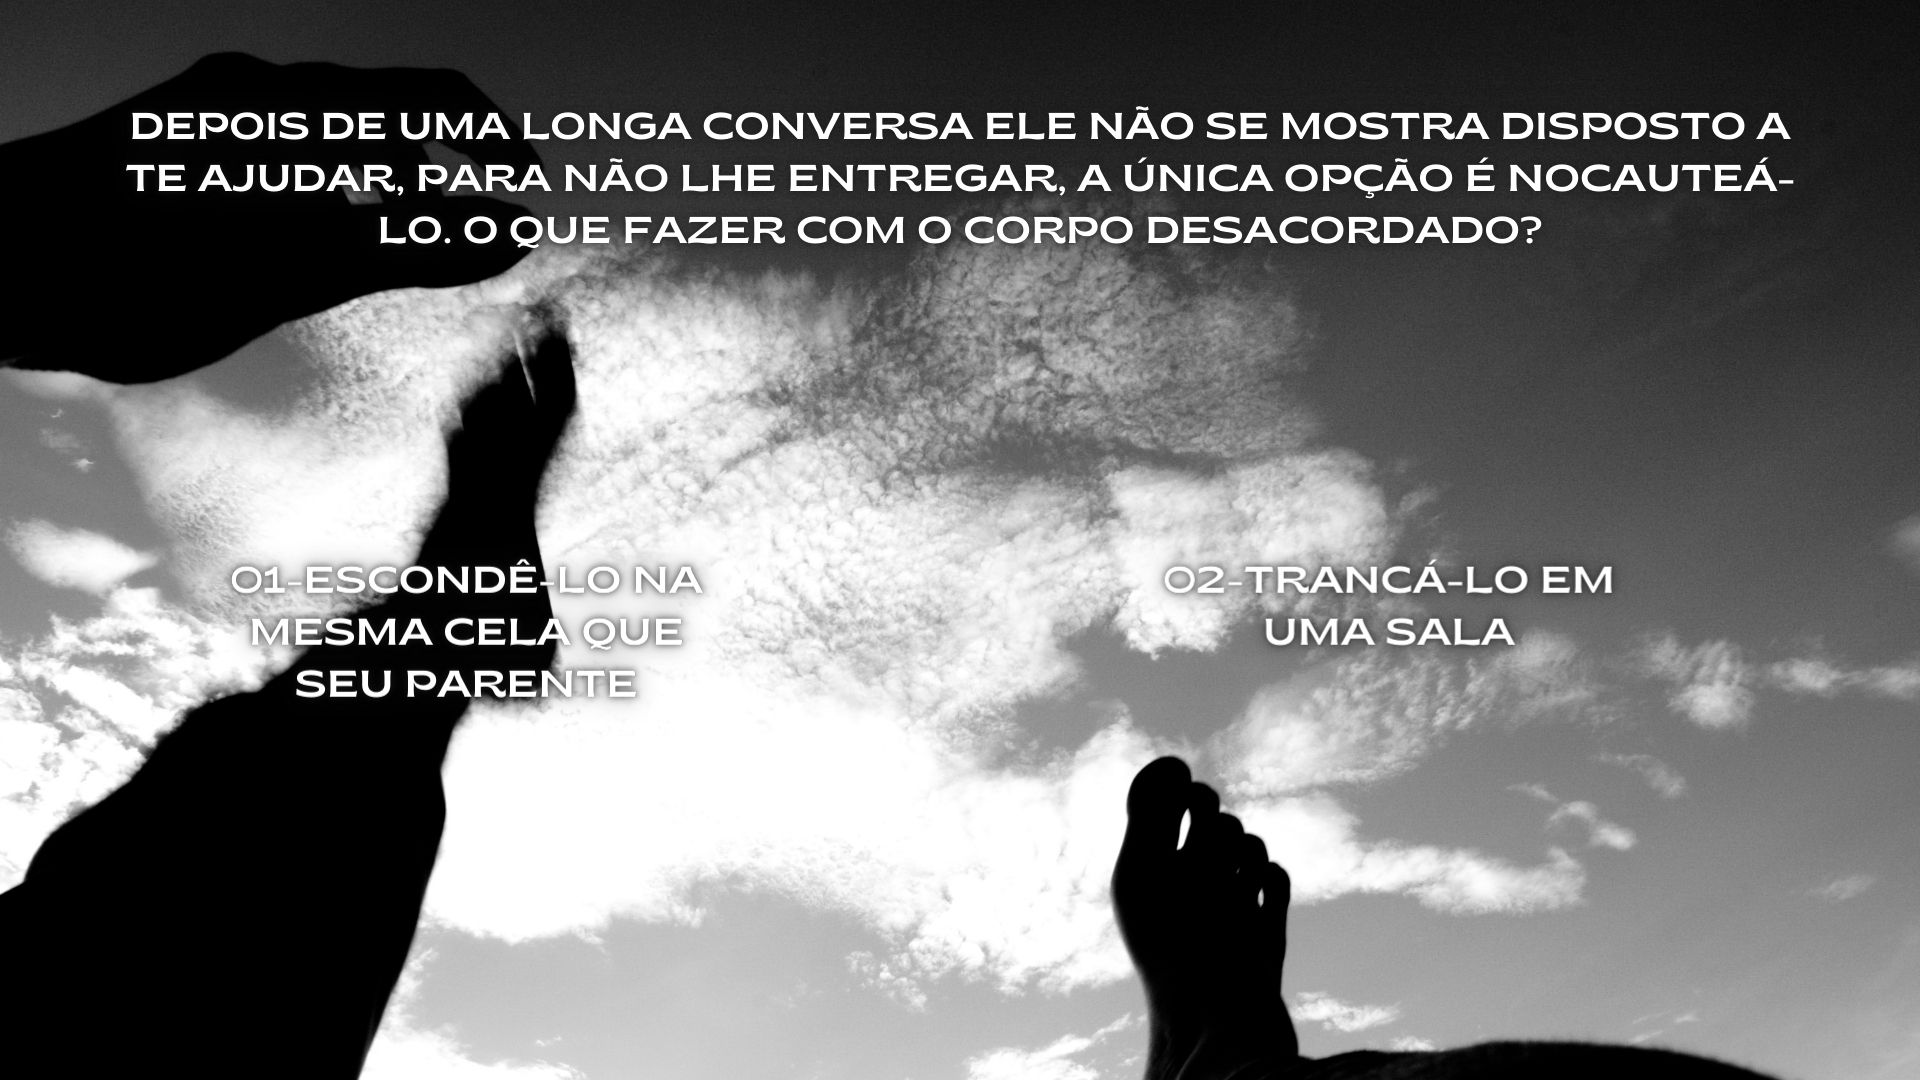 DEPOIS DE UMA LONGA CONVERSA ELE NÃO SE MOSTRA DISPOSTO A
TE AJUDAR, PARA NÃO LHE ENTREGAR, A ÚNICA OPÇÃO É NOCAUTEÁ-
LO. O QUE FAZER COM O CORPO DESACORDADO?
01-ESCONDÊ-LO NA
MESMA CELA QUE
SEU PARENTE
02-TRANCÁ-LO EM
UMA SALA